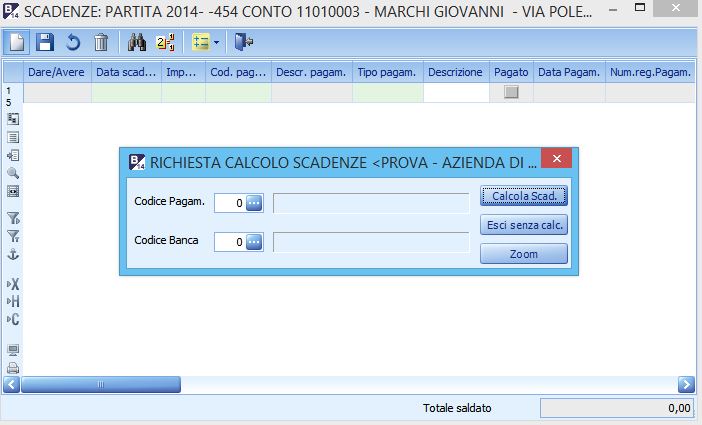 B 14 SCADENZE: PARTITA 2014- -454 CONTO 11010003 - MARCHI GIOVANNI - VIA POLE...
Dare/Avere Data scad... Imp... Cod. pag... Descr. pagam. Tipo pagam. Descrizione Pagato Data Pagam. Num.reg.Pagam.
1
5
B 14 RICHIESTA CALCOLO SCADENZE <PROVA - AZIENDA DI ...
Codice Pagam. 0 ... Calcola Scad.
Esci senza calc.
Codice Banca 0 ...
Zoom
X
H
C
Totale saldato 0,00